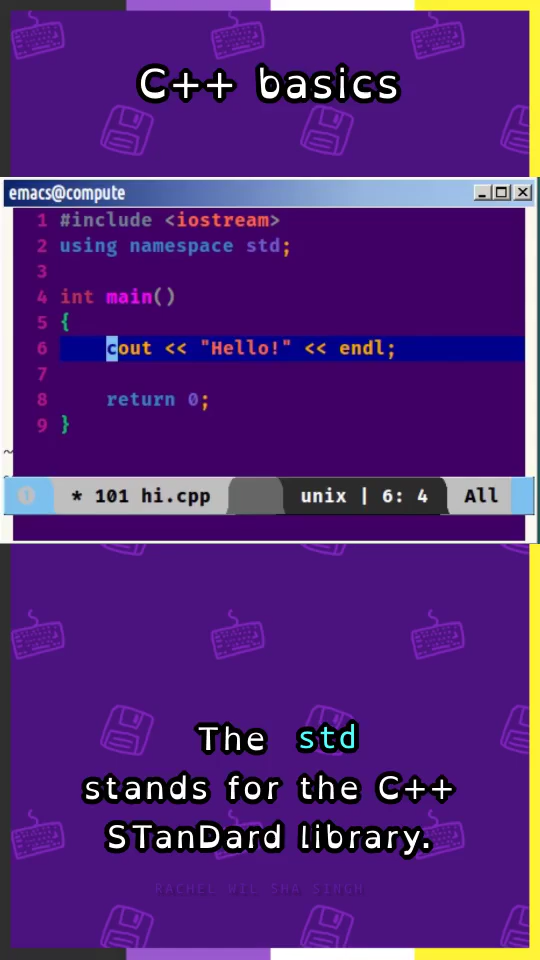 C++ basics
emacs@compute
1 #include <iostream>
2 using namespace std;
3
4 int main()
5 {
6     cout << "Hello!" << endl;
7
8     return 0;
9 }
~
1 * 101 hi.cpp unix | 6: 4 All
The std
stands for the C++
STanDard library.
RACHEL WIL SHA SINGH